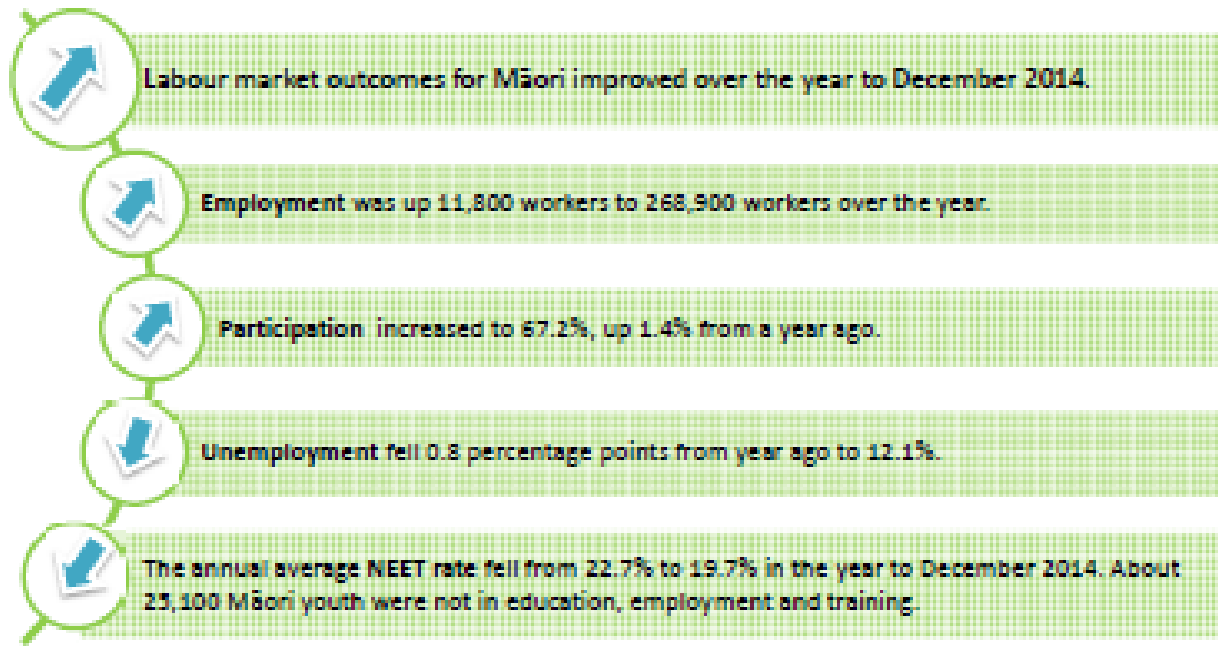 Labour market outcomes for Māori improved over the year to December 2014.
Employment was up 11,800 workers to 268,900 workers over the year.
Participation increased to 67.2%, up 1.4% from a year ago.
Unemployment fell 0.8 percentage points from year ago to 12.1%.
The annual average NEET rate fell from 22.7% to 19.7% in the year to December 2014. About
25,100 Māori youth were not in education, employment and training.